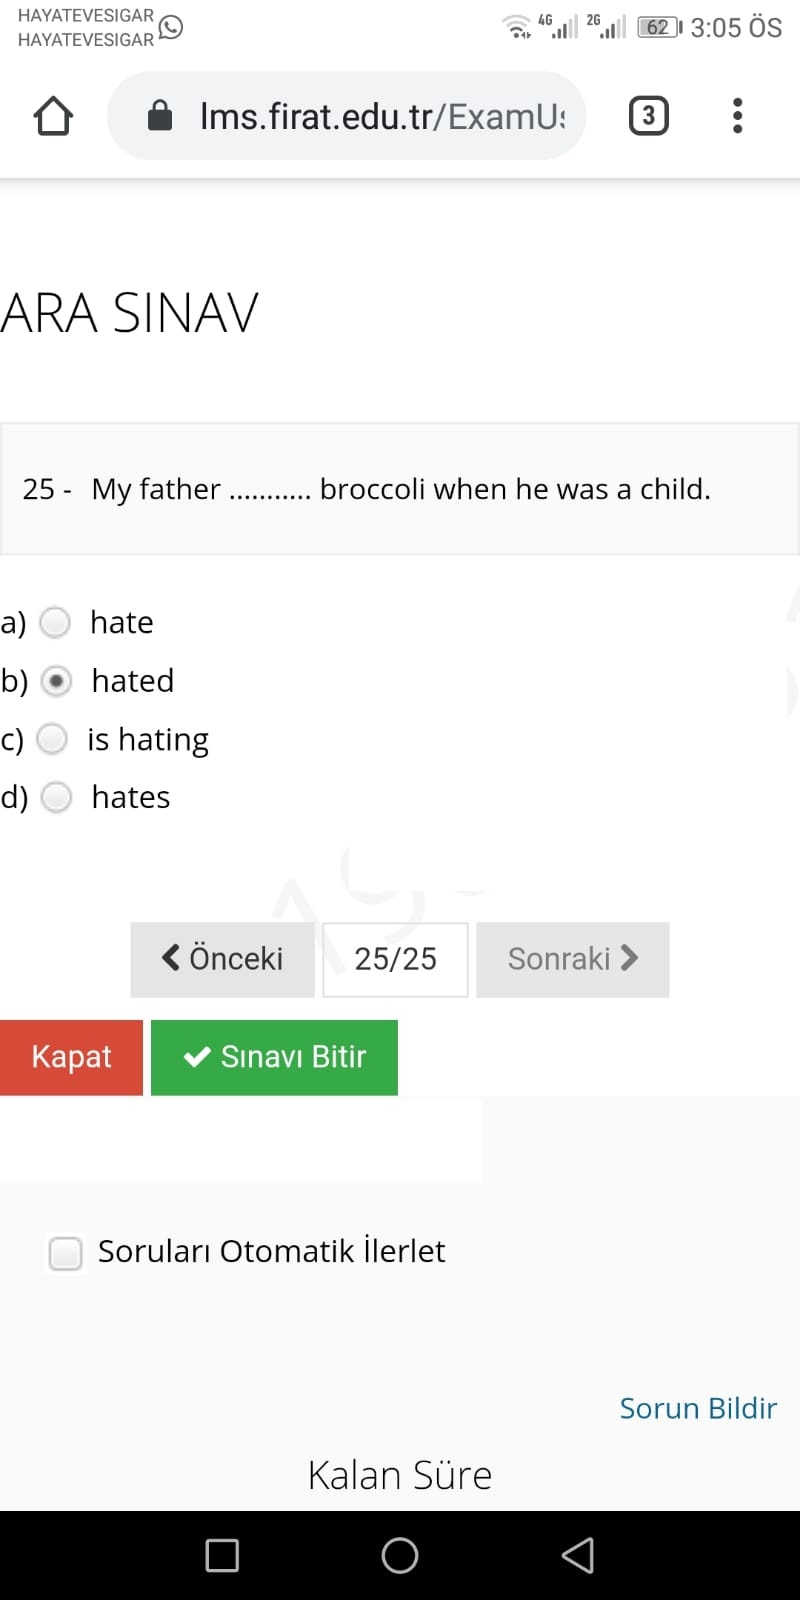 HAYATEVESIGAR
HAYATEVESIGAR
4G 2G 62 3:05 ÖS
lms.firat.edu.tr/ExamUs
3
ARA SINAV
25 - My father ........... broccoli when he was a child.
a) hate
b) hated
c) is hating
d) hates
Önceki 25/25 Sonraki
Kapat Sınavı Bitir
Soruları Otomatik İlerlet
Sorun Bildir
Kalan Süre